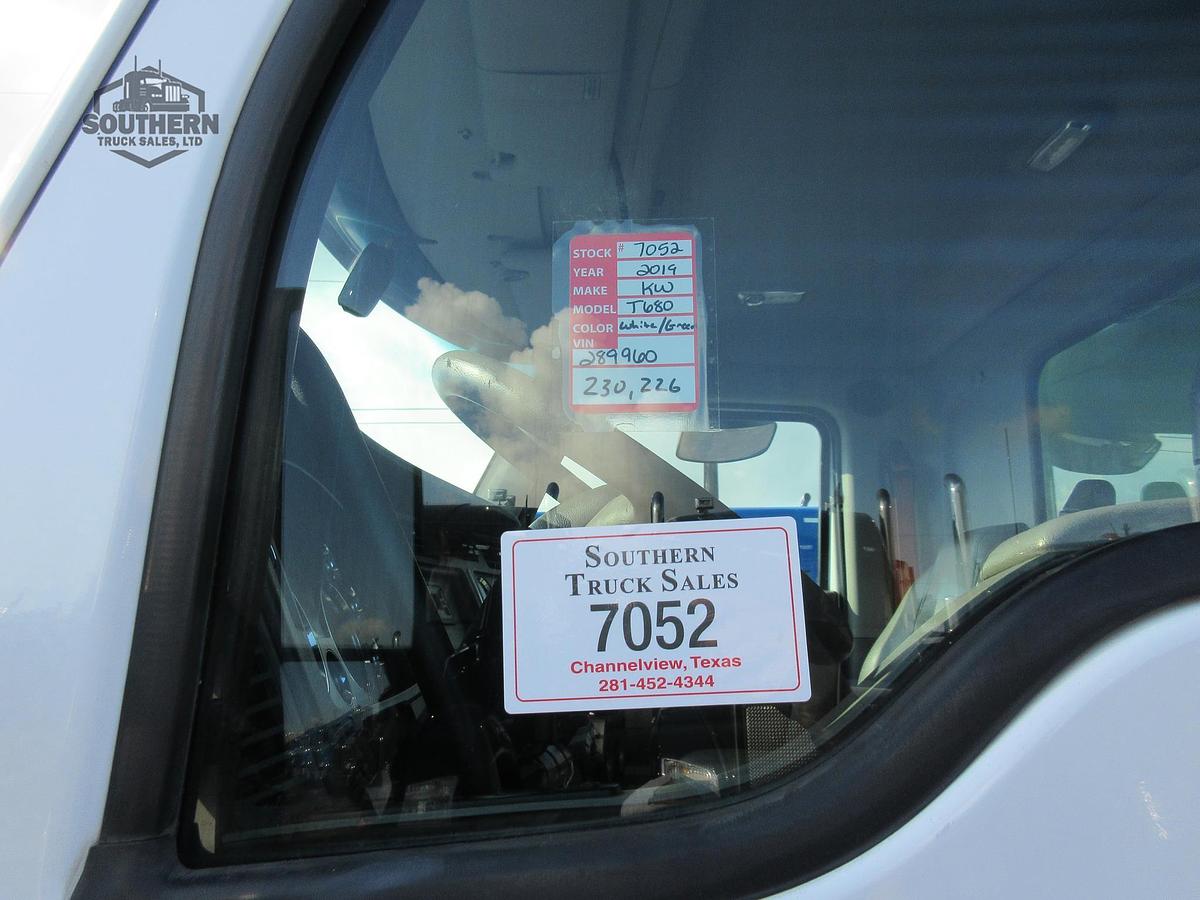 SOUTHERN
TRUCK SALES, LTD
STOCK # 7052
YEAR 2019
MAKE KW
MODEL T680
COLOR White/Green
VIN
289960
230,226
SOUTHERN
TRUCK SALES
7052
Channelview, Texas
281-452-4344